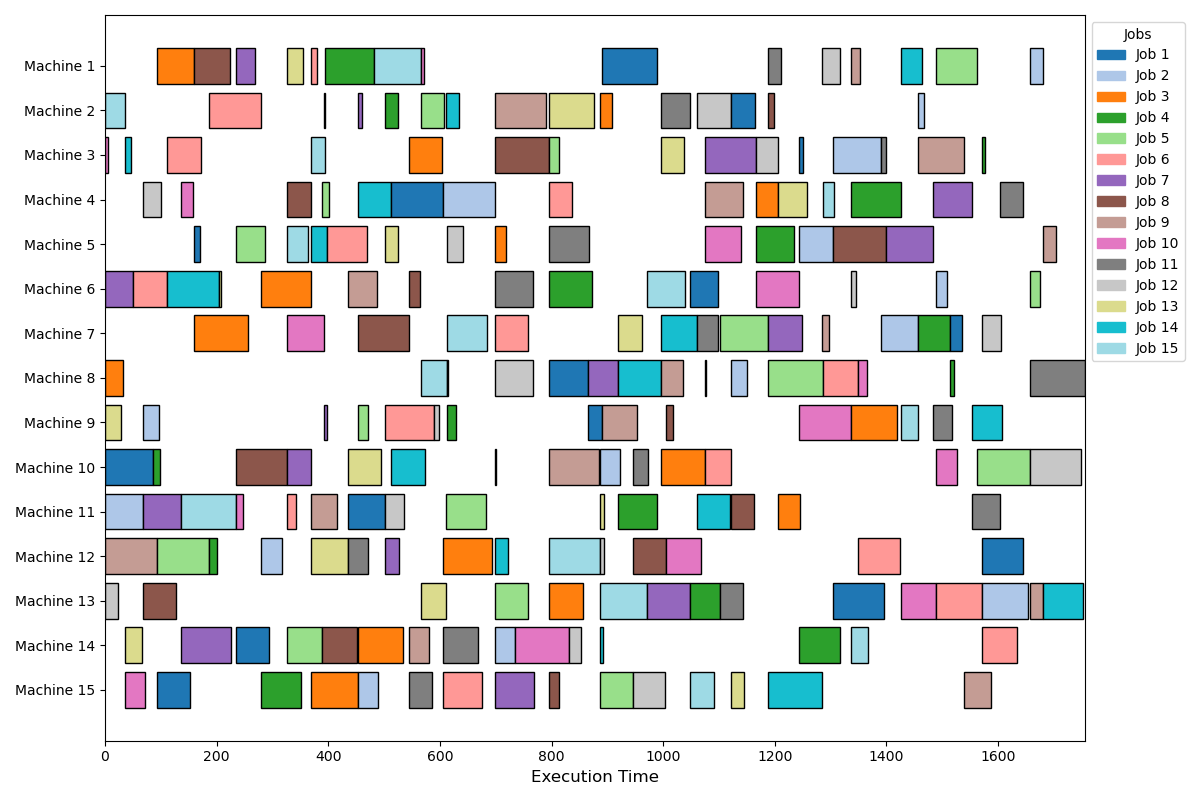 Machine 1
Machine 2
Machine 3
Machine 4
Machine 5
Machine 6
Machine 7
Machine 8
Machine 9
Machine 10
Machine 11
Machine 12
Machine 13
Machine 14
Machine 15
0 200 400 600 800 1000 1200 1400 1600
Execution Time
Jobs
Job 1
Job 2
Job 3
Job 4
Job 5
Job 6
Job 7
Job 8
Job 9
Job 10
Job 11
Job 12
Job 13
Job 14
Job 15